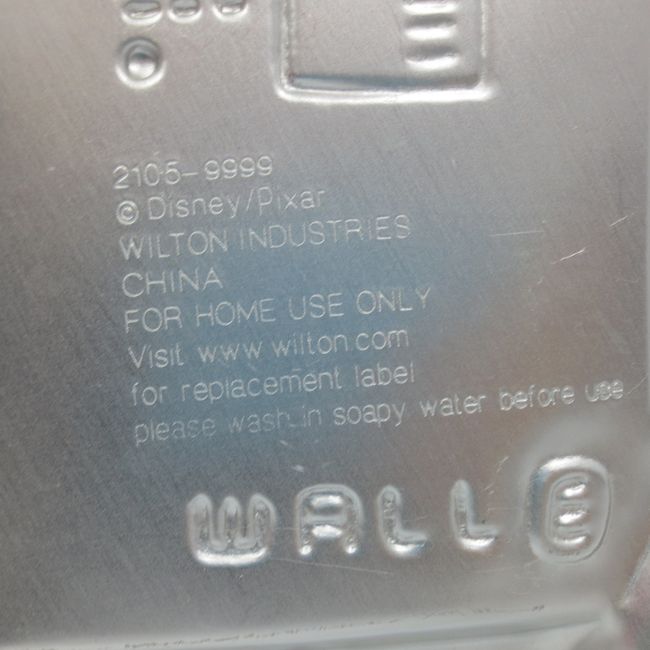 2105-9999
© Disney/Pixar
WILTON INDUSTRIES
CHINA
FOR HOME USE ONLY
Visit www.wilton.com
for replacement label
please wash in soapy water before use
WALLE